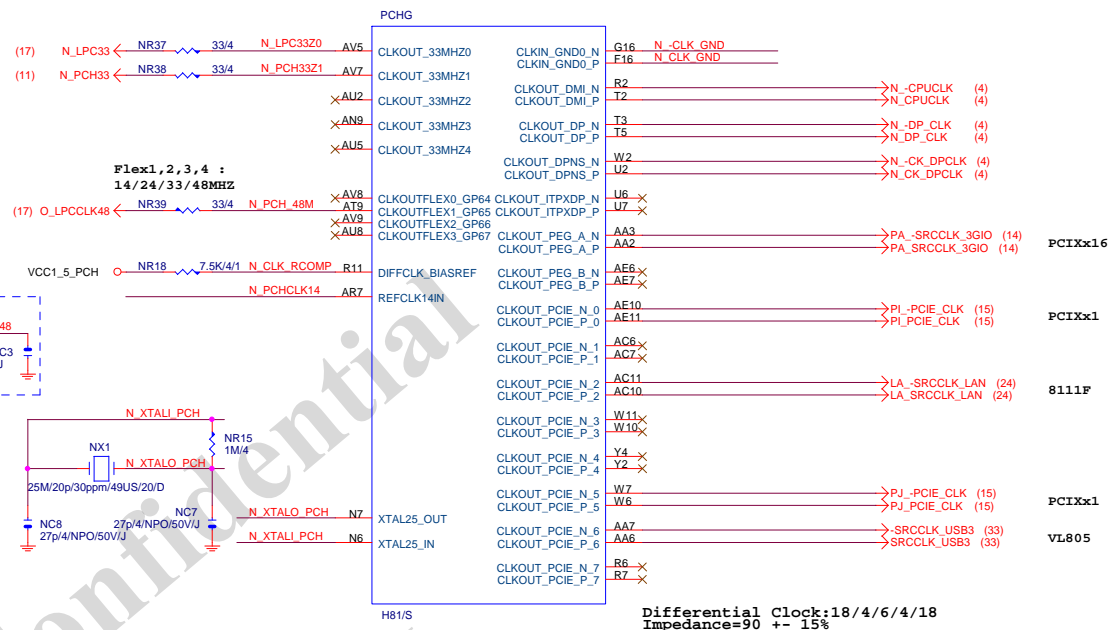 PCHG
(17) N_LPC33 NR37 33/4 N_LPC33Z0 AV5 CLKOUT_33MHZ0
(11) N_PCH33 NR38 33/4 N_PCH33Z1 AV7 CLKOUT_33MHZ1
AU2 CLKOUT_33MHZ2
AN9 CLKOUT_33MHZ3
AU5 CLKOUT_33MHZ4
Flex1,2,3,4 :
14/24/33/48MHZ
AV8 CLKOUTFLEX0_GP64
(17) O_LPCCLK48 NR39 33/4 N_PCH_48M AT9 CLKOUTFLEX1_GP65
AV9 CLKOUTFLEX2_GP66
AU8 CLKOUTFLEX3_GP67
VCC1_5_PCH NR18 7.5K/4/1 N_CLK_RCOMP R11 DIFFCLK_BIASREF
N_PCHCLK14 AR7 REFCLK14IN
48
C3
J
N_XTALI_PCH
NR15
1M/4
NX1
N_XTALO_PCH
25M/20p/30ppm/49US/20/D
NC8
27p/4/NPO/50V/J
NC7
27p/4/NPO/50V/J
N_XTALO_PCH N7 XTAL25_OUT
N_XTALI_PCH N6 XTAL25_IN
CLKIN_GND0_N G16 N_-CLK_GND
CLKIN_GND0_P F16 N_CLK_GND
CLKOUT_DMI_N R2 N_-CPUCLK (4)
CLKOUT_DMI_P T2 N_CPUCLK (4)
CLKOUT_DP_N T3 N_-DP_CLK (4)
CLKOUT_DP_P T5 N_DP_CLK (4)
CLKOUT_DPNS_N W2 N_-CK_DPCLK (4)
CLKOUT_DPNS_P U2 N_CK_DPCLK (4)
CLKOUT_ITPXDP_N U6
CLKOUT_ITPXDP_P U7
CLKOUT_PEG_A_N AA3 PA_-SRCCLK_3GIO (14)
CLKOUT_PEG_A_P AA2 PA_SRCCLK_3GIO (14)
PCIXx16
CLKOUT_PEG_B_N AE6
CLKOUT_PEG_B_P AE7
CLKOUT_PCIE_N_0 AE10 PI_-PCIE_CLK (15)
CLKOUT_PCIE_P_0 AE11 PI_PCIE_CLK (15)
PCIXx1
CLKOUT_PCIE_N_1 AC6
CLKOUT_PCIE_P_1 AC7
CLKOUT_PCIE_N_2 AC11 LA_-SRCCLK_LAN (24)
CLKOUT_PCIE_P_2 AC10 LA_SRCCLK_LAN (24)
8111F
CLKOUT_PCIE_N_3 W11
CLKOUT_PCIE_P_3 W10
CLKOUT_PCIE_N_4 Y4
CLKOUT_PCIE_P_4 Y2
CLKOUT_PCIE_N_5 W7 PJ_-PCIE_CLK (15)
CLKOUT_PCIE_P_5 W6 PJ_PCIE_CLK (15)
PCIXx1
CLKOUT_PCIE_N_6 AA7 -SRCCLK_USB3 (33)
CLKOUT_PCIE_P_6 AA6 SRCCLK_USB3 (33)
VL805
CLKOUT_PCIE_N_7 R6
CLKOUT_PCIE_P_7 R7
H81/S
Differential Clock:18/4/6/4/18
Impedance=90 +- 15%
onfidential